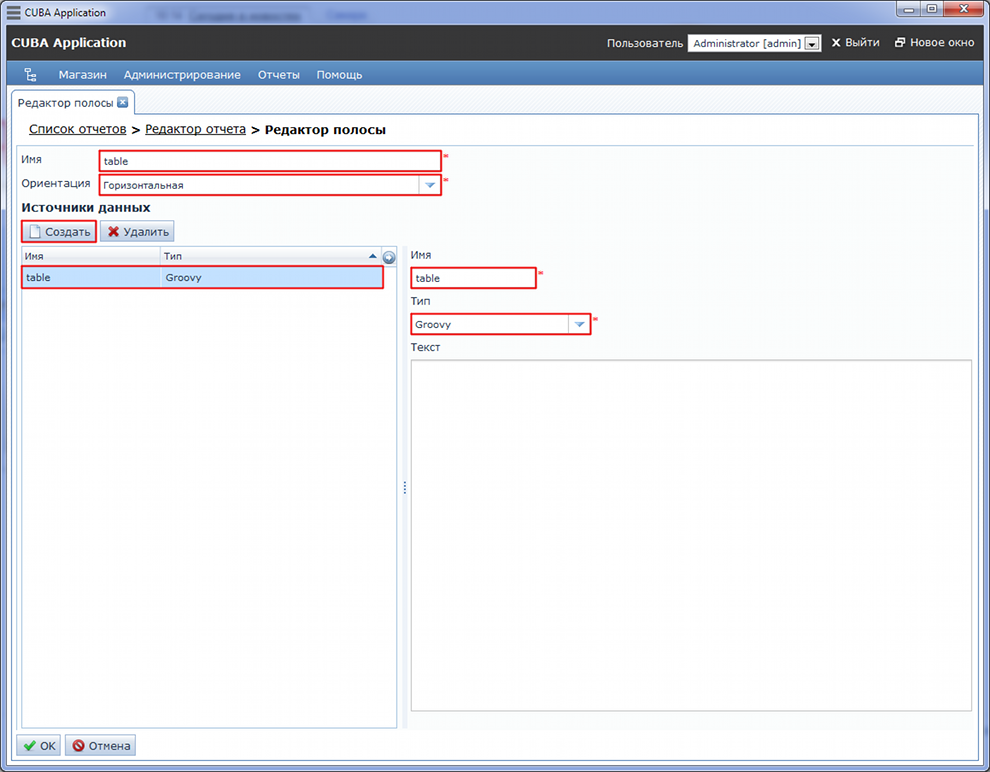 CUBA Application
CUBA Application
Пользователь Administrator [admin] Выйти Новое окно
Магазин Администрирование Отчеты Помощь
Редактор полосы
Список отчетов > Редактор отчета > Редактор полосы
Имя table *
Ориентация Горизонтальная *
Источники данных
Создать Удалить
Имя Тип
table Groovy
Имя
table *
Тип
Groovy *
Текст
OK Отмена